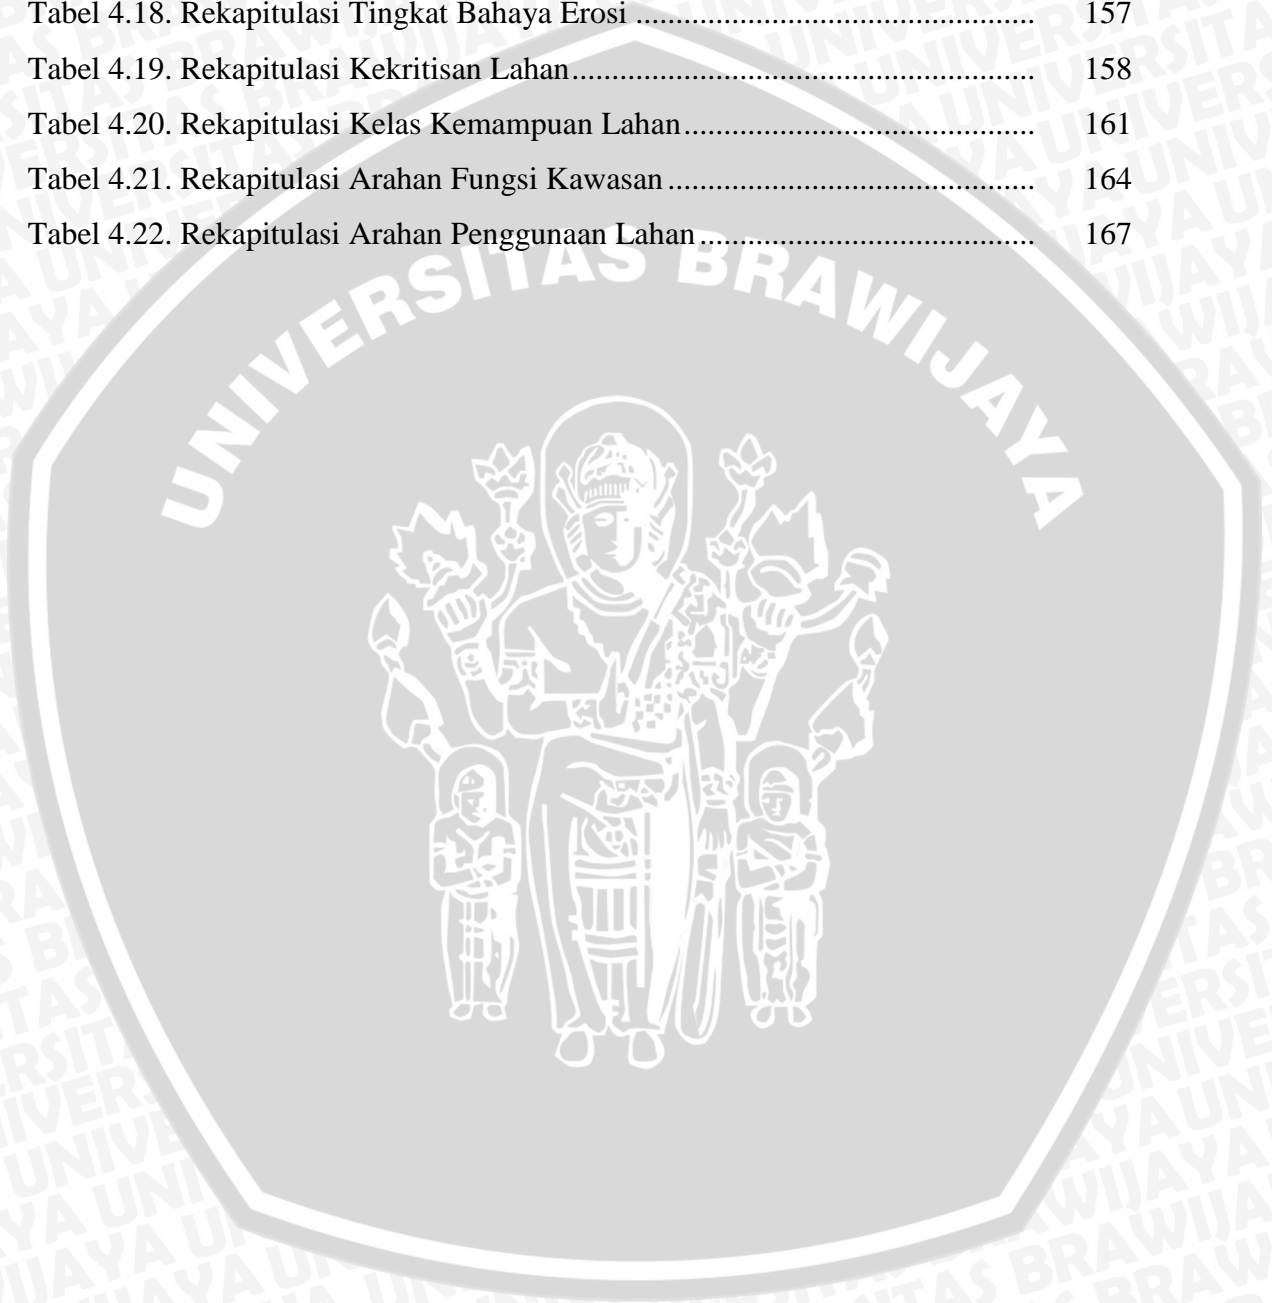 Tabel 4.18. Rekapitulasi Tingkat Bahaya Erosi ................................................ 157
Tabel 4.19. Rekapitulasi Kekritisan Lahan........................................................ 158
Tabel 4.20. Rekapitulasi Kelas Kemampuan Lahan.......................................... 161
Tabel 4.21. Rekapitulasi Arahan Fungsi Kawasan ............................................ 164
Tabel 4.22. Rekapitulasi Arahan Penggunaan Lahan ........................................ 167
UNIVERSITAS BRAWIJAYA